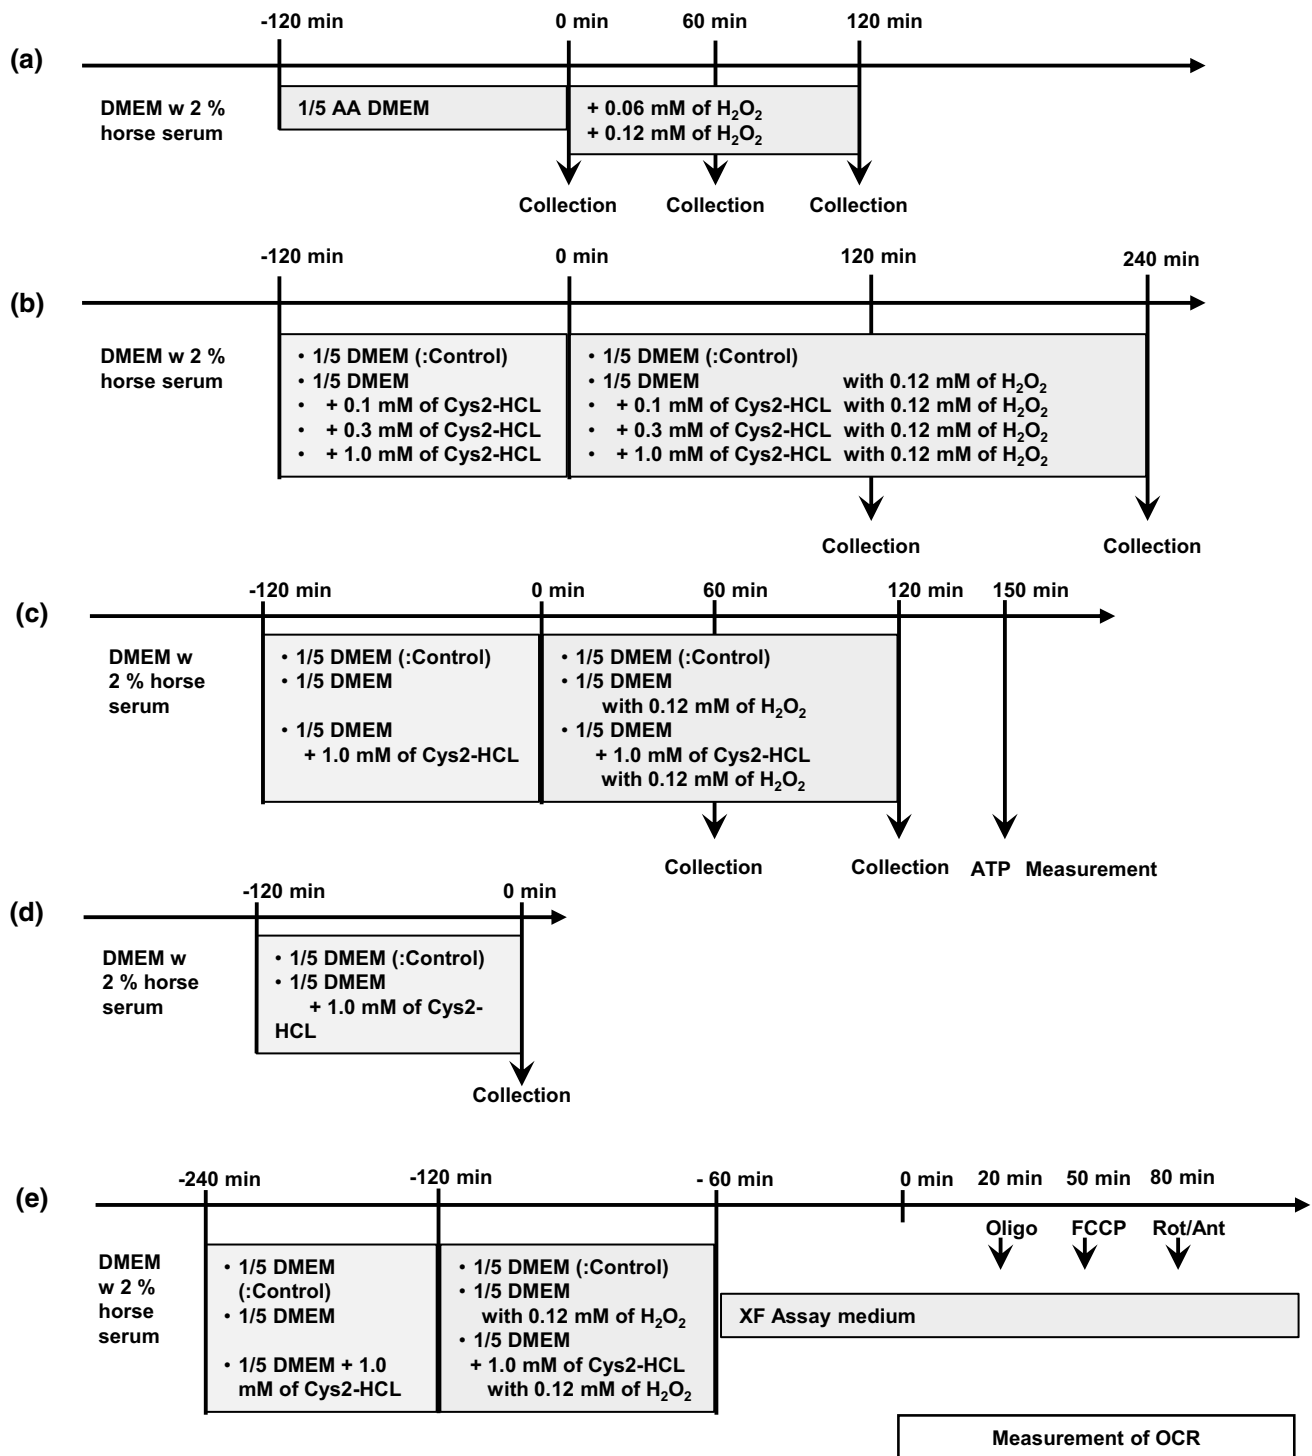 -120 min 0 min 60 min 120 min
(a)
DMEM w 2 %
horse serum
1/5 AA DMEM
+ 0.06 mM of H₂O₂
+ 0.12 mM of H₂O₂
Collection Collection Collection
-120 min 0 min 120 min 240 min
(b)
DMEM w 2 %
horse serum
• 1/5 DMEM (:Control)
• 1/5 DMEM
• + 0.1 mM of Cys2-HCL
• + 0.3 mM of Cys2-HCL
• + 1.0 mM of Cys2-HCL
• 1/5 DMEM (:Control)
• 1/5 DMEM with 0.12 mM of H₂O₂
• + 0.1 mM of Cys2-HCL with 0.12 mM of H₂O₂
• + 0.3 mM of Cys2-HCL with 0.12 mM of H₂O₂
• + 1.0 mM of Cys2-HCL with 0.12 mM of H₂O₂
Collection Collection
-120 min 0 min 60 min 120 min 150 min
(c)
DMEM w
2 % horse
serum
• 1/5 DMEM (:Control)
• 1/5 DMEM
• 1/5 DMEM
+ 1.0 mM of Cys2-HCL
• 1/5 DMEM (:Control)
• 1/5 DMEM
with 0.12 mM of H₂O₂
• 1/5 DMEM
+ 1.0 mM of Cys2-HCL
with 0.12 mM of H₂O₂
Collection Collection ATP Measurement
-120 min 0 min
(d)
DMEM w
2 % horse
serum
• 1/5 DMEM (:Control)
• 1/5 DMEM
+ 1.0 mM of Cys2-
HCL
Collection
-240 min -120 min - 60 min 0 min 20 min 50 min 80 min
(e)
Oligo FCCP Rot/Ant
DMEM
w 2 %
horse
serum
• 1/5 DMEM
(:Control)
• 1/5 DMEM
• 1/5 DMEM + 1.0
mM of Cys2-HCL
• 1/5 DMEM (:Control)
• 1/5 DMEM
with 0.12 mM of H₂O₂
• 1/5 DMEM
+ 1.0 mM of Cys2-HCL
with 0.12 mM of H₂O₂
XF Assay medium
Measurement of OCR